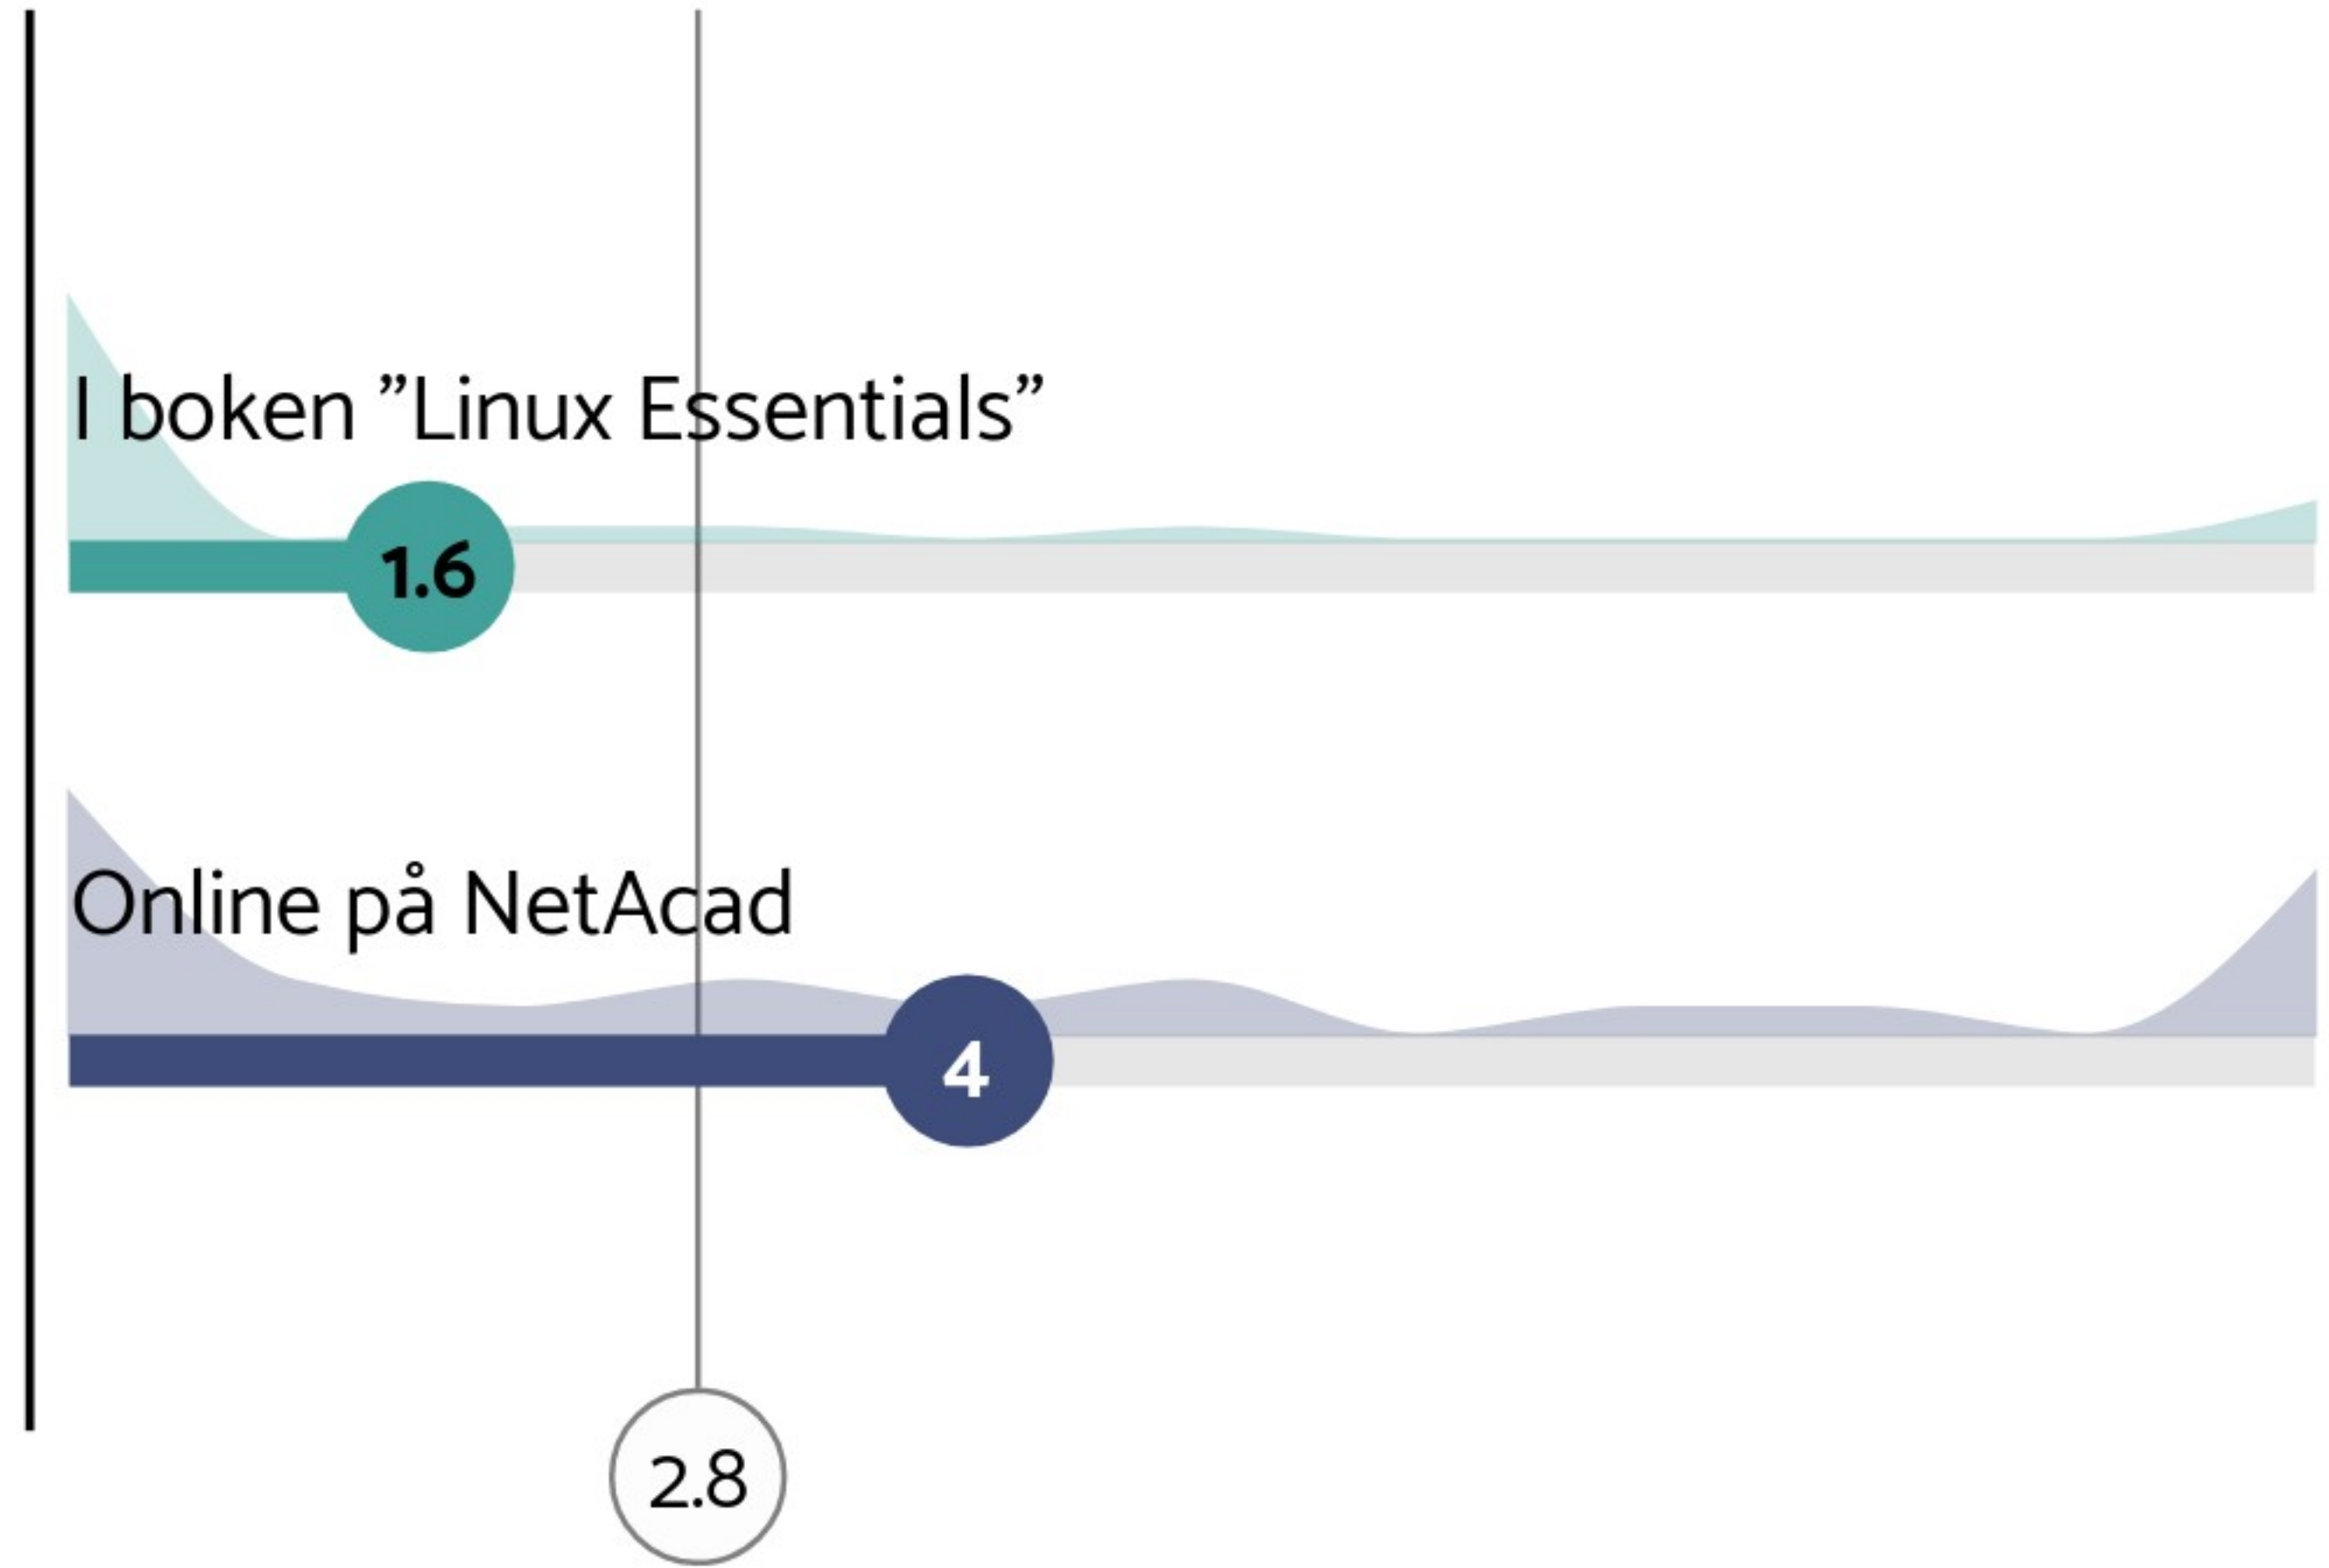 I boken ”Linux Essentials”
1.6
Online på NetAcad
4
2.8